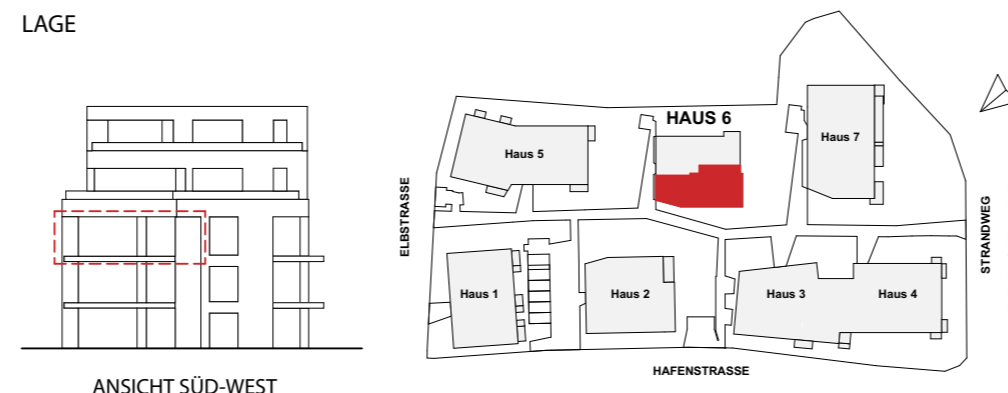 LAGE
HAUS 6
Haus 5
Haus 7
ELBSTRASSE
STRANDWEG
Haus 1
Haus 2
Haus 3
Haus 4
HAFENSTRASSE
ANSICHT SÜD-WEST